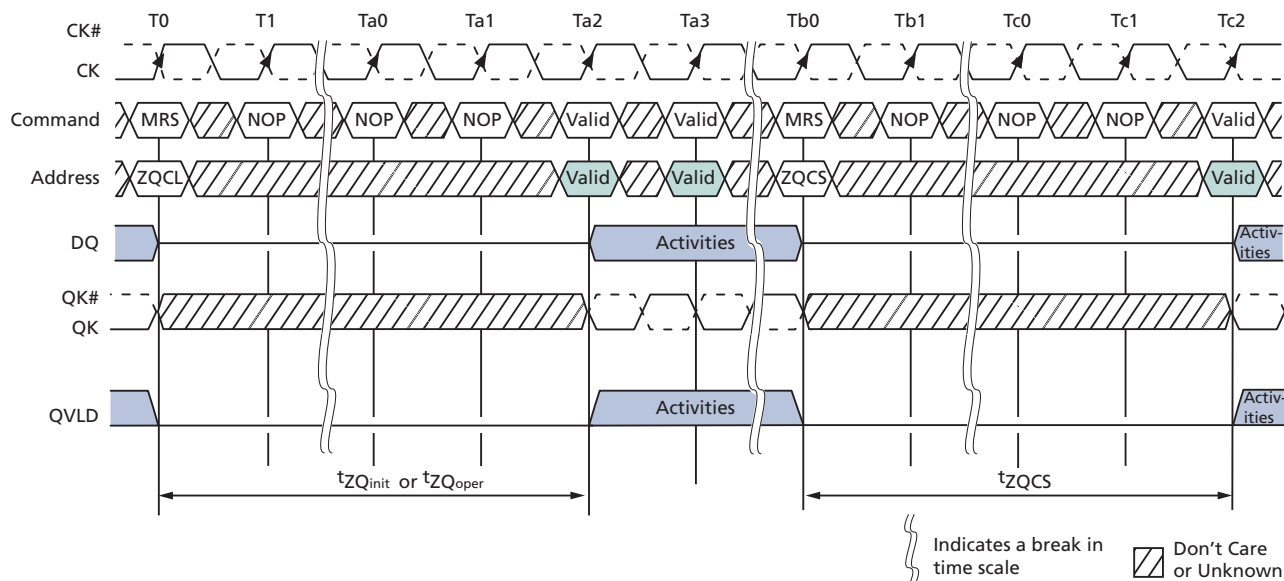 T0 T1 Ta0 Ta1 Ta2 Ta3 Tb0 Tb1 Tc0 Tc1 Tc2
CK#
CK
Command MRS NOP NOP NOP Valid Valid MRS NOP NOP NOP Valid
Address ZQCL Valid Valid ZQCS Valid
DQ Activities Activ-
ities
QK#
QK
QVLD Activities Activ-
ities
tZQinit or tZQoper tZQCS
Indicates a break in
time scale
Don't Care
or Unknown